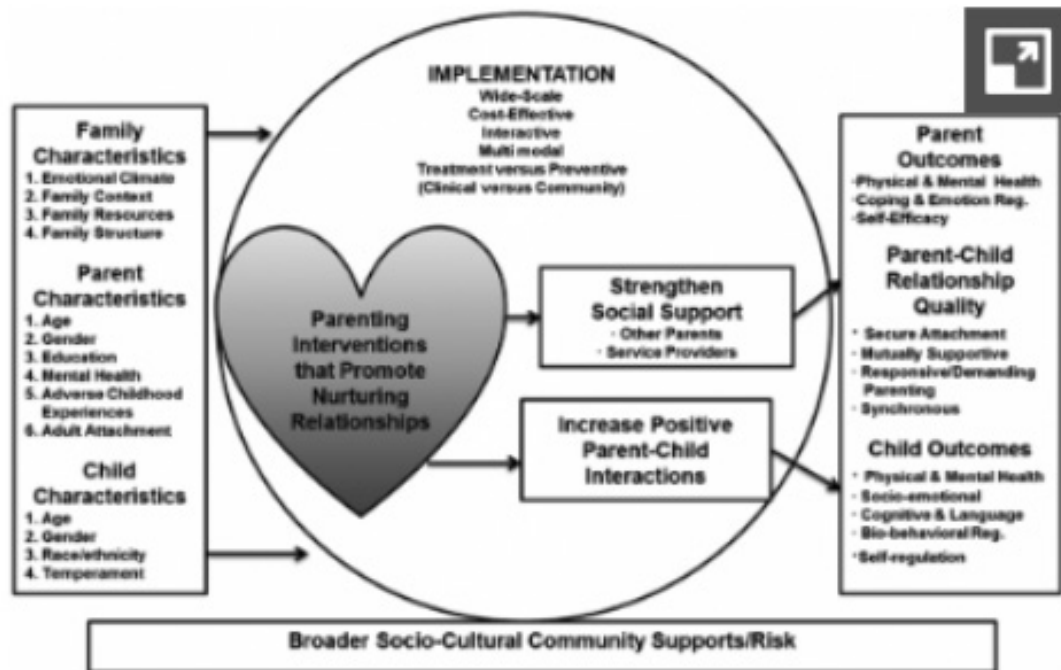 IMPLEMENTATION
Wide-Scale
Cost-Effective
Interactive
Multi modal
Treatment versus Preventive
(Clinical versus Community)
Family
Characteristics
1. Emotional Climate
2. Family Context
3. Family Resources
4. Family Structure
Parent
Characteristics
1. Age
2. Gender
3. Education
4. Mental Health
5. Adverse Childhood
Experiences
6. Adult Attachment
Child
Characteristics
1. Age
2. Gender
3. Race/ethnicity
4. Temperament
Parenting
Interventions
that Promote
Nurturing
Relationships
Strengthen
Social Support
· Other Parents
· Service Providers
Increase Positive
Parent-Child
Interactions
Parent
Outcomes
·Physical & Mental Health
·Coping & Emotion Reg.
·Self-Efficacy
Parent-Child
Relationship
Quality
· Secure Attachment
· Mutually Supportive
· Responsive/Demanding
Parenting
· Synchronous
Child Outcomes
· Physical & Mental Health
· Socio-emotional
· Cognitive & Language
· Bio-behavioral Reg.
·Self-regulation
Broader Socio-Cultural Community Supports/Risk